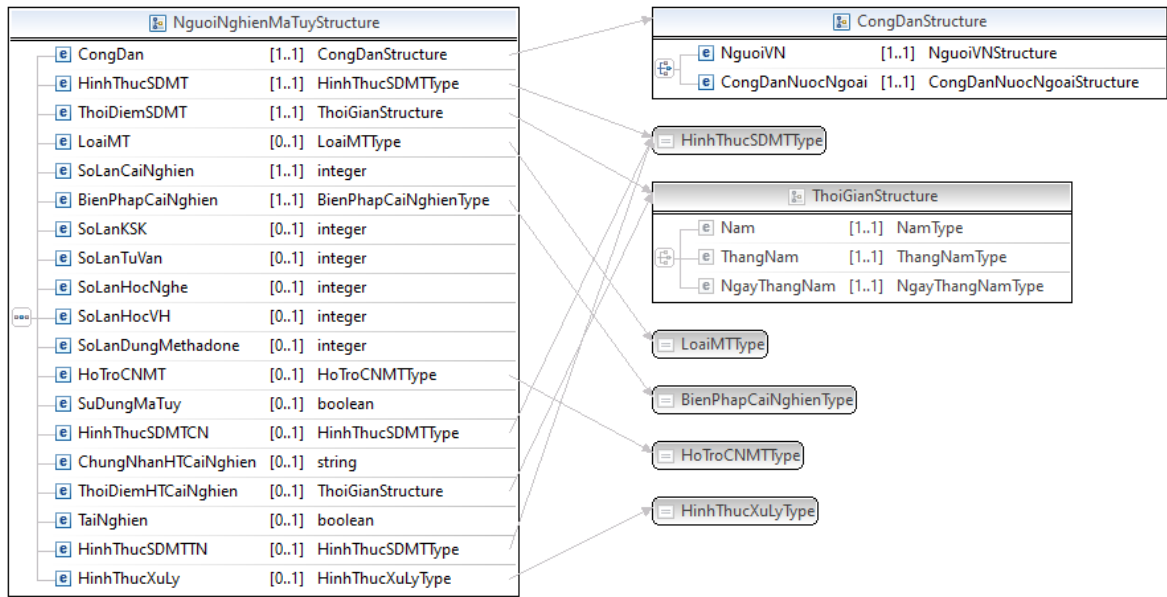 NguoiNghienMaTuyStructure
CongDan [1..1] CongDanStructure
HinhThucSDMT [1..1] HinhThucSDMTType
ThoiDiemSDMT [1..1] ThoiGianStructure
LoaiMT [0..1] LoaiMTType
SoLanCaiNghien [1..1] integer
BienPhapCaiNghien [1..1] BienPhapCaiNghienType
SoLanKSK [0..1] integer
SoLanTuVan [0..1] integer
SoLanHocNghe [0..1] integer
SoLanHocVH [0..1] integer
SoLanDungMethadone [0..1] integer
HoTroCNMT [0..1] HoTroCNMTType
SuDungMaTuy [0..1] boolean
HinhThucSDMTCN [0..1] HinhThucSDMTType
ChungNhanHTCaiNghien [0..1] string
ThoiDiemHTCaiNghien [0..1] ThoiGianStructure
TaiNghien [0..1] boolean
HinhThucSDMTTN [0..1] HinhThucSDMTType
HinhThucXuLy [0..1] HinhThucXuLyType
CongDanStructure
NguoiVN [1..1] NguoiVNStructure
CongDanNuocNgoai [1..1] CongDanNuocNgoaiStructure
HinhThucSDMTType
ThoiGianStructure
Nam [1..1] NamType
ThangNam [1..1] ThangNamType
NgayThangNam [1..1] NgayThangNamType
LoaiMTType
BienPhapCaiNghienType
HoTroCNMTType
HinhThucXuLyType